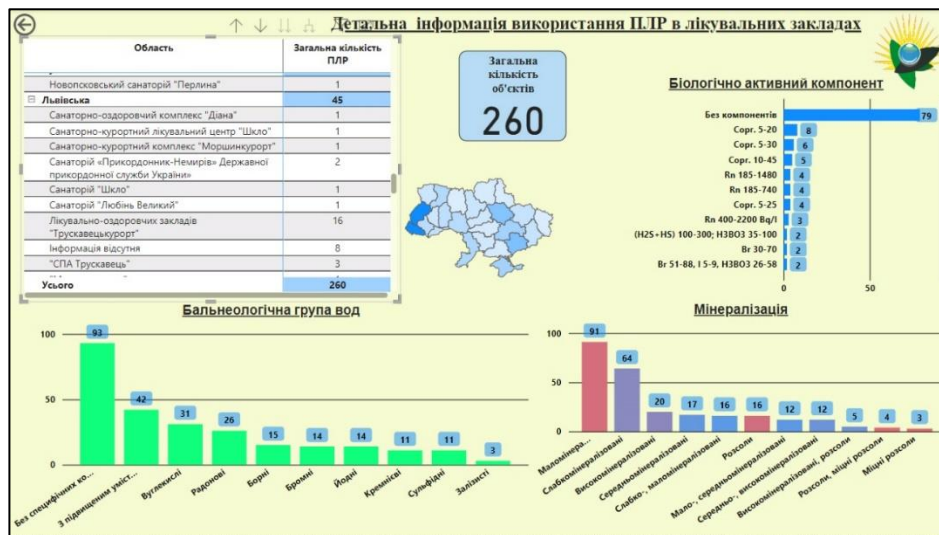 Детальна інформація використання ПЛР в лікувальних закладах
Область
Загальна кількість
ПЛР
Новопсковський санаторій "Перлина" 1
Львівська 45
Санаторно-оздоровчий комплекс "Діана" 1
Санаторно-курортний лікувальний центр "Шкло" 1
Санаторно-курортний комплекс "Моршинкурорт" 1
Санаторій «Прикордонник-Немирів» Державної 2
прикордонної служби України»
Санаторій "Шкло" 1
Санаторій "Любінь Великий" 1
Лікувально-оздоровчих закладів 16
"Трускавецькурорт"
Інформація відсутня 8
"СПА Трускавець" 3
Усього 260
Загальна
кількість
об'єктів
260
Біологічно активний компонент
Без компонентів 79
Сорг. 5-20 8
Сорг. 5-30 6
Сорг. 10-45 5
Rn 185-1480 4
Rn 185-740 4
Сорг. 5-25 4
Rn 400-2200 Bq/l 3
(H2S+HS) 100-300; H3BO3 35-100 2
Br 30-70 2
Br 51-88, I 5-9, H3BO3 26-58 2
0 50
Бальнеологічна група вод
100
50
0
93
42
31
26
15
14
14
11
11
3
Без специфічних ко...
З підвищеним уміст...
Вуглекислі
Радонові
Борні
Бромні
Йодні
Кремнієві
Сульфідні
Залізисті
Мінералізація
100
50
0
91
64
20
17
16
16
12
12
5
4
3
Маломінера...
Слабкомінералізовані
Високомінералізовані
Середньомінералізовані
Слабко-, маломінералізовані
Розсоли
Мало-, середньомінералізовані
Середньо-, високомінералізовані
Високомінералізовані, розсоли
Розсоли, міцні розсоли
Міцні розсоли